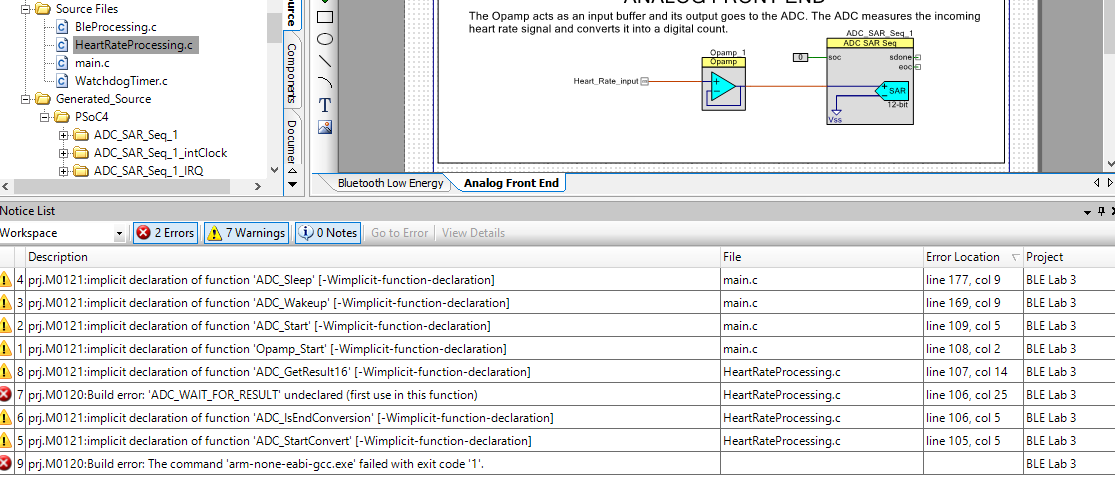 Source Files
BleProcessing.c
HeartRateProcessing.c
main.c
WatchdogTimer.c
Generated_Source
PSoC4
ADC_SAR_Seq_1
ADC_SAR_Seq_1_intClock
ADC_SAR_Seq_1_IRQ
Source
Components
Documen
T
ANALOG FRONT END
The Opamp acts as an input buffer and its output goes to the ADC. The ADC measures the incoming
heart rate signal and converts it into a digital count.
ADC_SAR_Seq_1
ADC SAR Seq
Opamp_1
Opamp
0
soc
sdone
eoc
Heart_Rate_input
SAR
12-bit
Vss
Bluetooth Low Energy
Analog Front End
Notice List
Workspace
2 Errors
7 Warnings
0 Notes
Go to Error
View Details
Description File Error Location Project
4 prj.M0121:implicit declaration of function 'ADC_Sleep' [-Wimplicit-function-declaration] main.c line 177, col 9 BLE Lab 3
3 prj.M0121:implicit declaration of function 'ADC_Wakeup' [-Wimplicit-function-declaration] main.c line 169, col 9 BLE Lab 3
2 prj.M0121:implicit declaration of function 'ADC_Start' [-Wimplicit-function-declaration] main.c line 109, col 5 BLE Lab 3
1 prj.M0121:implicit declaration of function 'Opamp_Start' [-Wimplicit-function-declaration] main.c line 108, col 2 BLE Lab 3
8 prj.M0121:implicit declaration of function 'ADC_GetResult16' [-Wimplicit-function-declaration] HeartRateProcessing.c line 107, col 14 BLE Lab 3
7 prj.M0120:Build error: 'ADC_WAIT_FOR_RESULT' undeclared (first use in this function) HeartRateProcessing.c line 106, col 25 BLE Lab 3
6 prj.M0121:implicit declaration of function 'ADC_IsEndConversion' [-Wimplicit-function-declaration] HeartRateProcessing.c line 106, col 5 BLE Lab 3
5 prj.M0121:implicit declaration of function 'ADC_StartConvert' [-Wimplicit-function-declaration] HeartRateProcessing.c line 105, col 5 BLE Lab 3
9 prj.M0120:Build error: The command 'arm-none-eabi-gcc.exe' failed with exit code '1'. BLE Lab 3